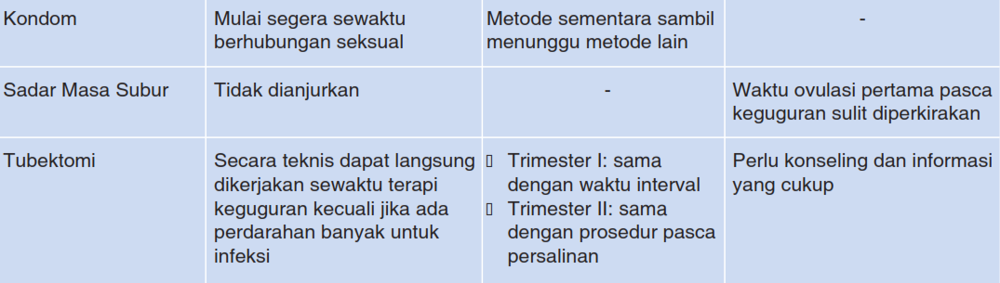 Kondom
Mulai segera sewaktu
berhubungan seksual
Metode sementara sambil
menunggu metode lain
-
Sadar Masa Subur
Tidak dianjurkan
-
Waktu ovulasi pertama pasca
keguguran sulit diperkirakan
Tubektomi
Secara teknis dapat langsung
dikerjakan sewaktu terapi
keguguran kecuali jika ada
perdarahan banyak untuk
infeksi
▯ Trimester I: sama
dengan waktu interval
▯ Trimester II: sama
dengan prosedur pasca
persalinan
Perlu konseling dan informasi
yang cukup